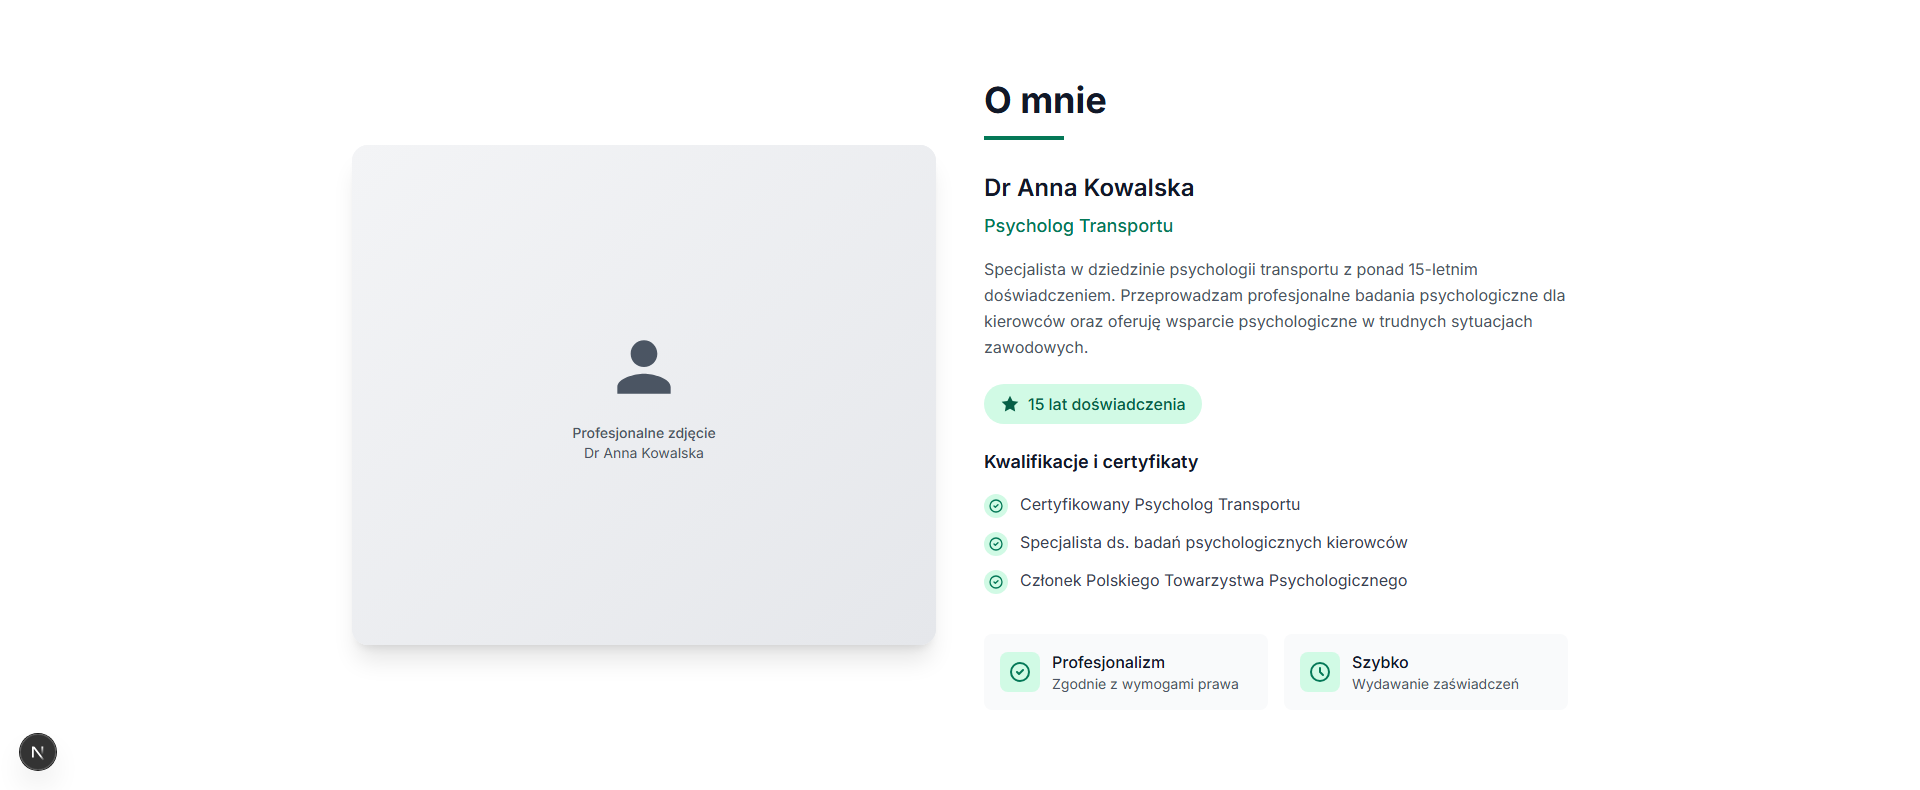 O mnie
Dr Anna Kowalska
Psycholog Transportu
Specjalista w dziedzinie psychologii transportu z ponad 15-letnim
doświadczeniem. Przeprowadzam profesjonalne badania psychologiczne dla
kierowców oraz oferuję wsparcie psychologiczne w trudnych sytuacjach
zawodowych.
15 lat doświadczenia
Kwalifikacje i certyfikaty
Certyfikowany Psycholog Transportu
Specjalista ds. badań psychologicznych kierowców
Członek Polskiego Towarzystwa Psychologicznego
Profesjonalizm
Zgodnie z wymogami prawa
Szybko
Wydawanie zaświadczeń
Profesjonalne zdjęcie
Dr Anna Kowalska
N